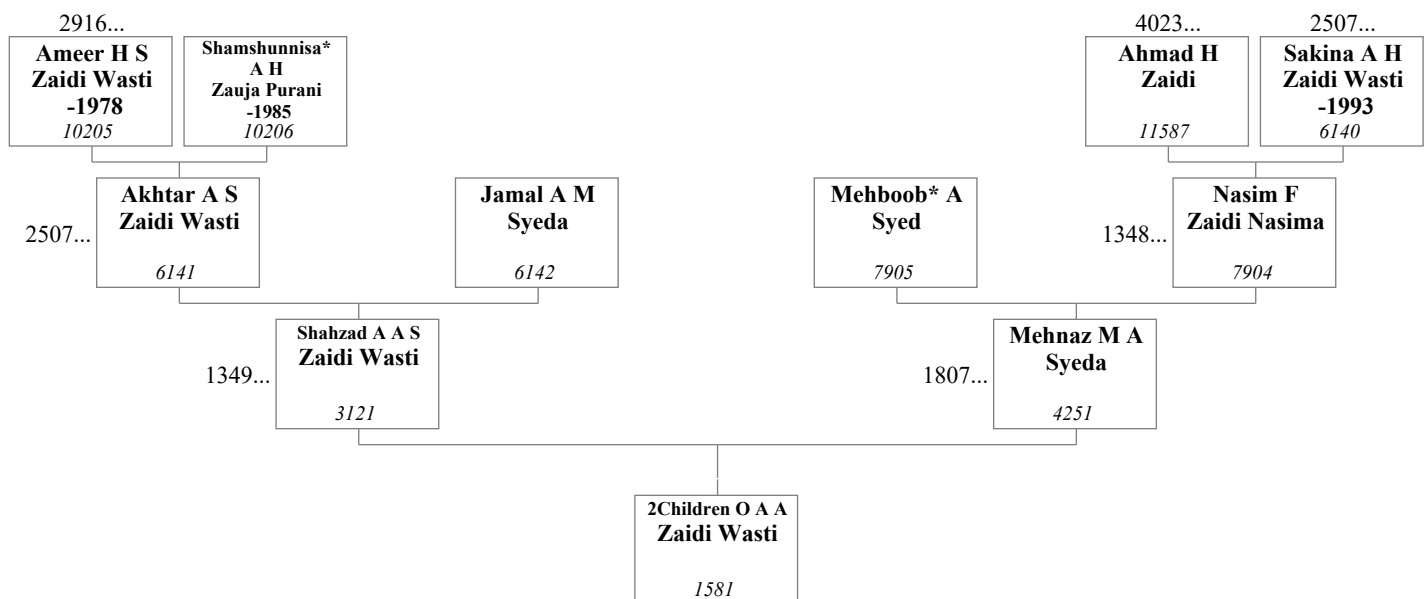 2916...
4023...
2507...
Ameer H S
Zaidi Wasti
-1978
10205
Shamshunnisa*
A H
Zauja Purani
-1985
10206
Ahmad H
Zaidi
11587
Sakina A H
Zaidi Wasti
-1993
6140
2507...
Akhtar A S
Zaidi Wasti
6141
Jamal A M
Syeda
6142
Mehboob* A
Syed
7905
1348...
Nasim F
Zaidi Nasima
7904
1349...
Shahzad A A S
Zaidi Wasti
3121
1807...
Mehnaz M A
Syeda
4251
2Children O A A
Zaidi Wasti
1581